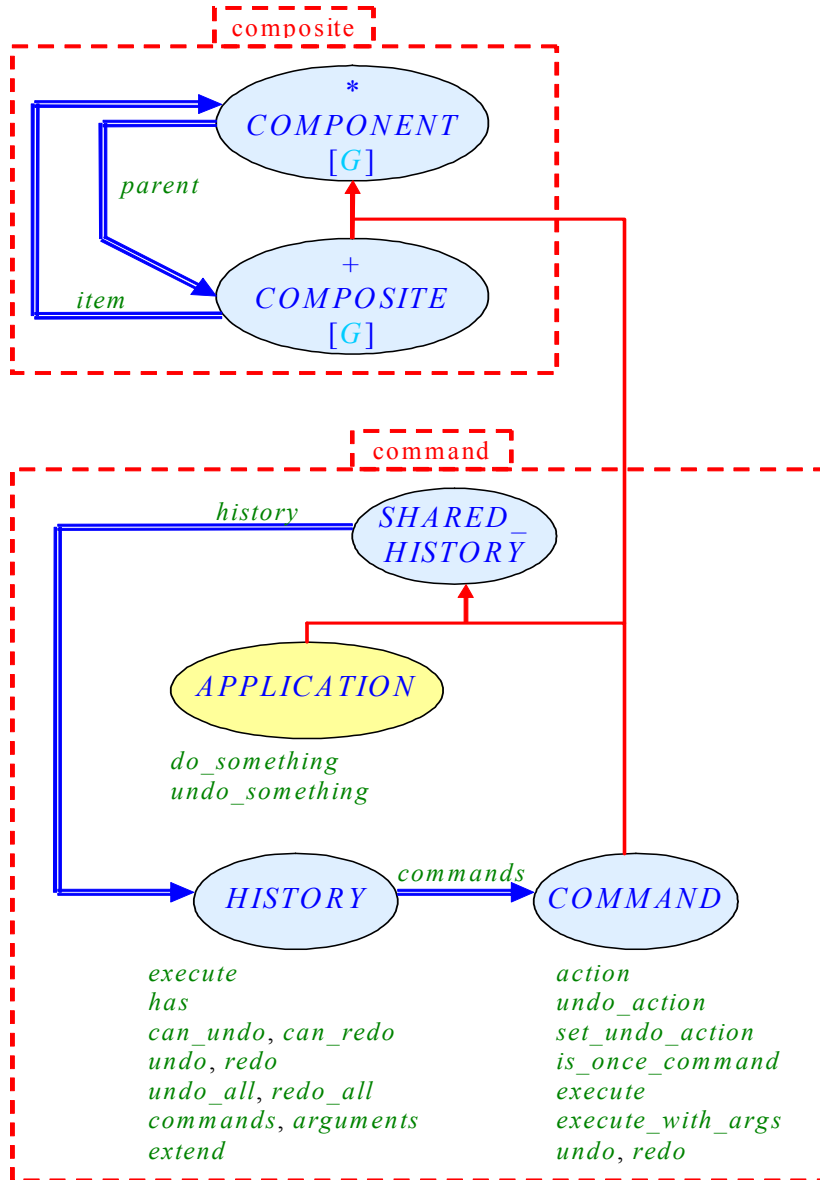 composite
*
COMPONENT
[G]
parent
+
COMPOSITE
[G]
item
command
history
SHARED_
HISTORY
APPLICATION
do_something
undo_something
HISTORY
commands
COMMAND
execute
has
can_undo, can_redo
undo, redo
undo_all, redo_all
commands, arguments
extend
action
undo_action
set_undo_action
is_once_command
execute
execute_with_args
undo, redo